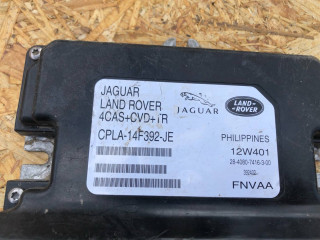 JAGUAR
LAND ROVER
4CAS+CVD+TR
CPLA-14F392-JE
JAGUAR
LAND-ROVER
PHILIPPINES
12W401
FNVAA